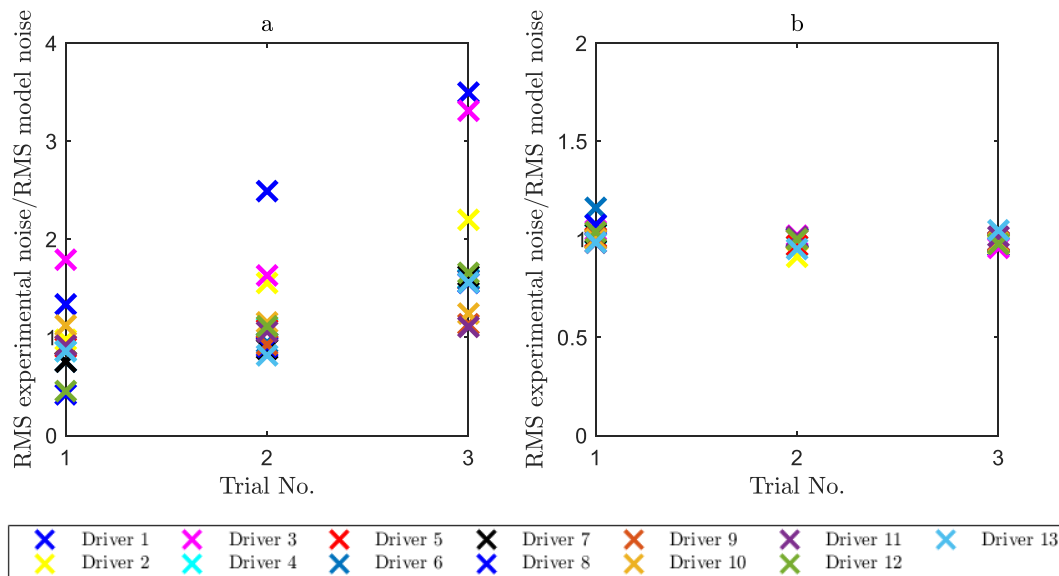 a
b
RMS experimental noise/RMS model noise
4
3
2
1
0
1
2
3
Trial No.
RMS experimental noise/RMS model noise
2
1.5
1
0.5
0
1
2
3
Trial No.
Driver 1
Driver 3
Driver 5
Driver 7
Driver 9
Driver 11
Driver 13
Driver 2
Driver 4
Driver 6
Driver 8
Driver 10
Driver 12